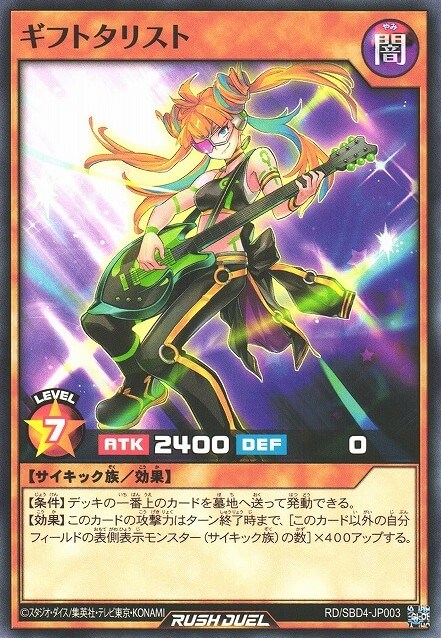 ギフトタリスト
やみ
闇
LEVEL
7
ATK 2400 DEF 0
【サイキック族／効果】
【条件】デッキの一番上のカードを墓地へ送って発動できる。
【効果】このカードの攻撃力はターン終了時まで、[このカード以外の自分
フィールドの表側表示モンスター(サイキック族)の数]×400アップする。
©スタジオ・ダイス/集英社・テレビ東京・KONAMI
RUSH DUEL
RD/SBD4-JP003